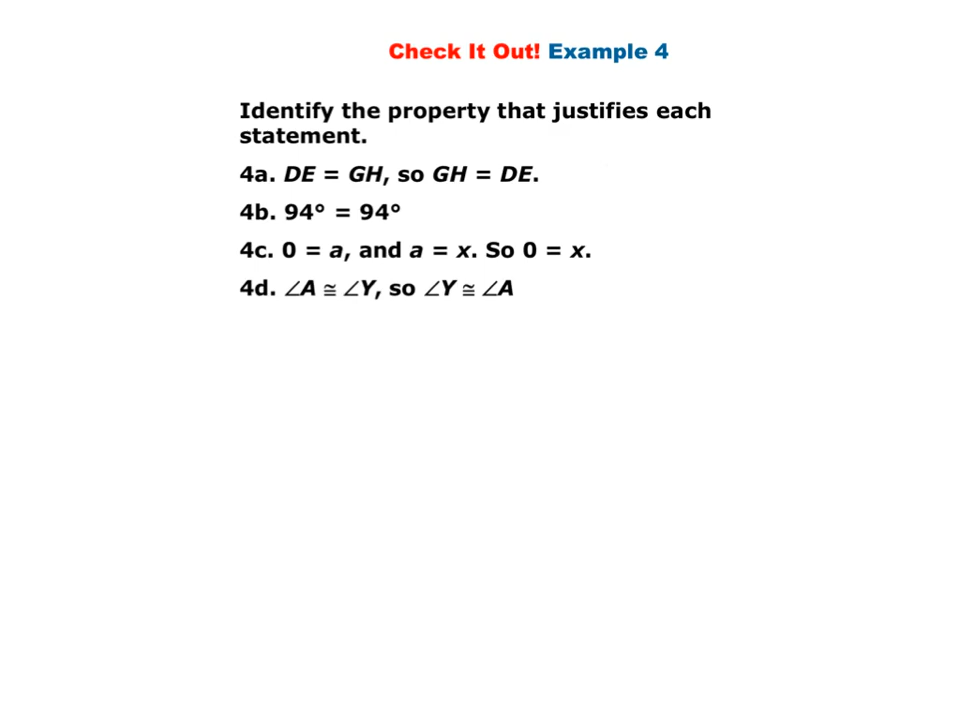 Check It Out! Example 4
Identify the property that justifies each
statement.
4a. DE = GH, so GH = DE.
4b. 94° = 94°
4c. 0 = a, and a = x. So 0 = x.
4d. ∠A ≅ ∠Y, so ∠Y ≅ ∠A